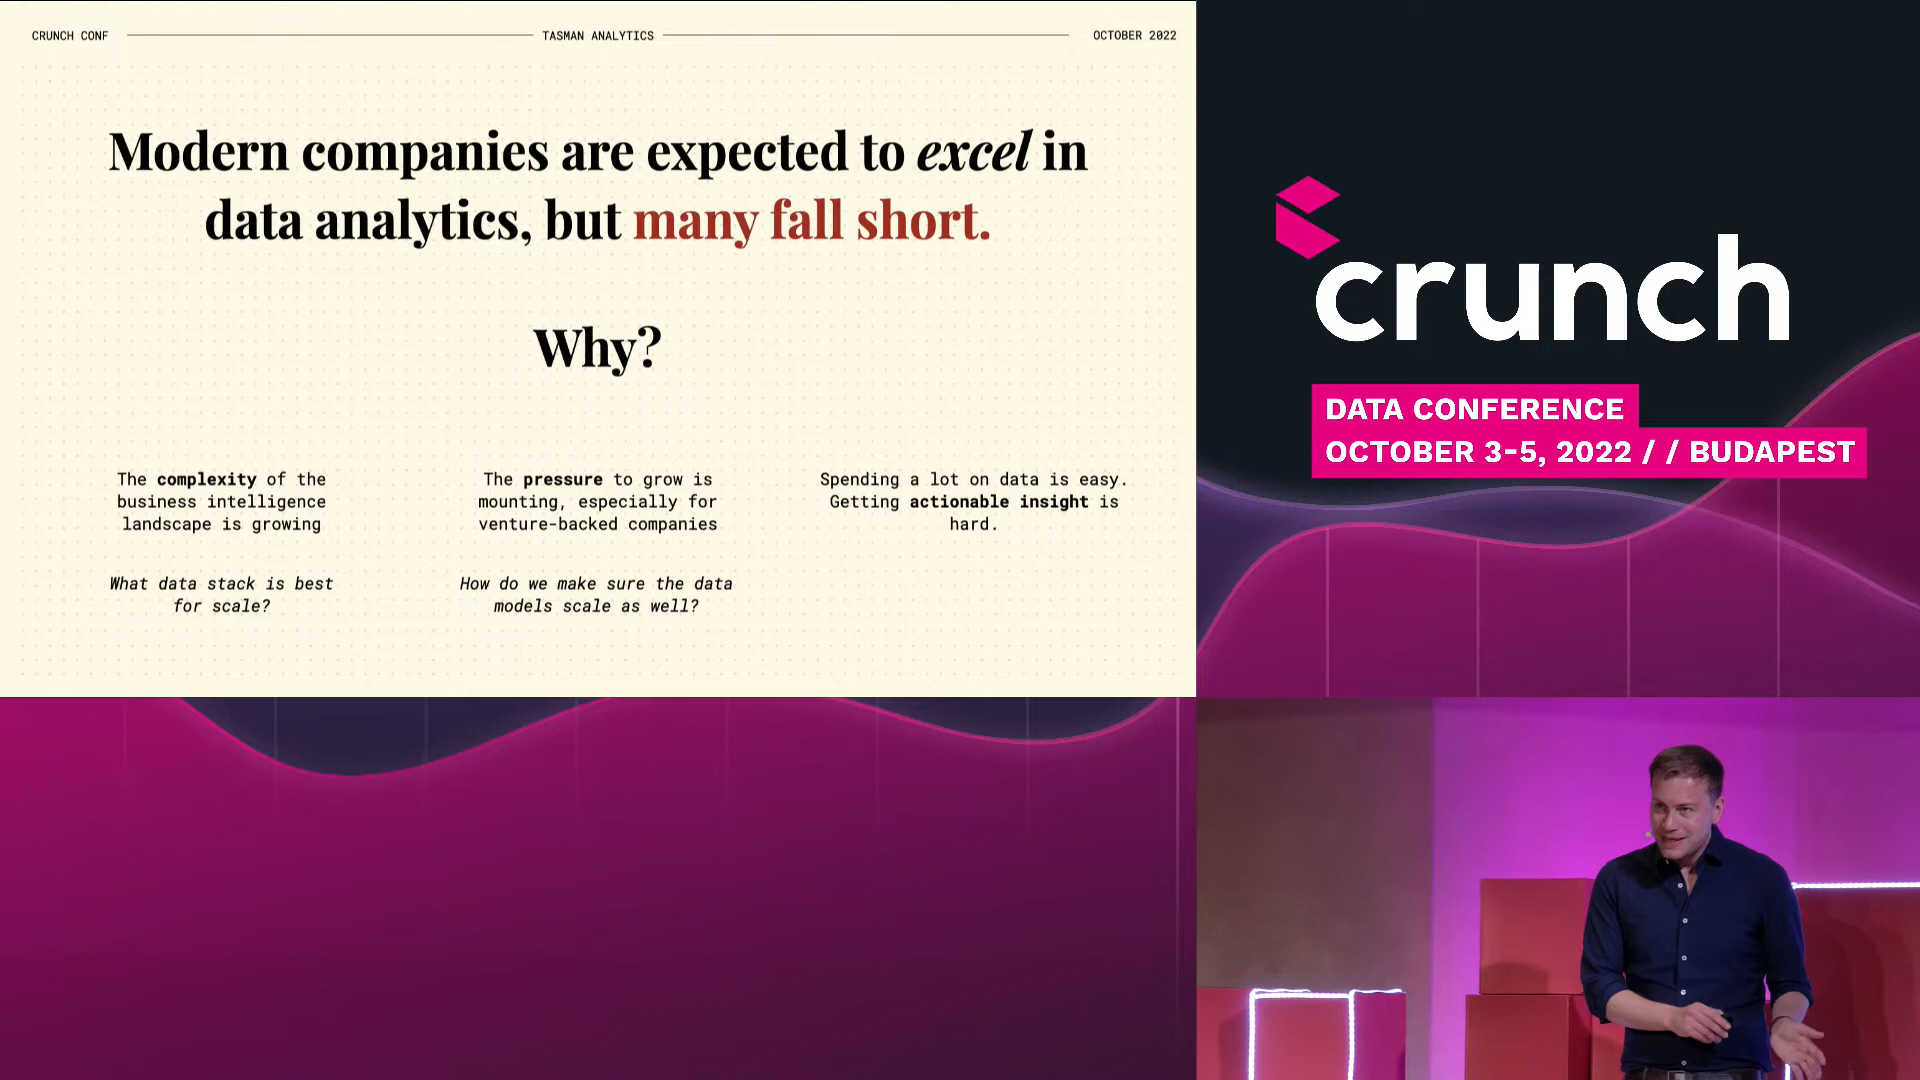 CRUNCH CONF
TASMAN ANALYTICS
OCTOBER 2022
Modern companies are expected to excel in
data analytics, but many fall short.
Why?
The complexity of the
business intelligence
landscape is growing
What data stack is best
for scale?
The pressure to grow is
mounting, especially for
venture-backed companies
How do we make sure the data
models scale as well?
Spending a lot on data is easy.
Getting actionable insight is
hard.
crunch
DATA CONFERENCE
OCTOBER 3-5, 2022 / / BUDAPEST